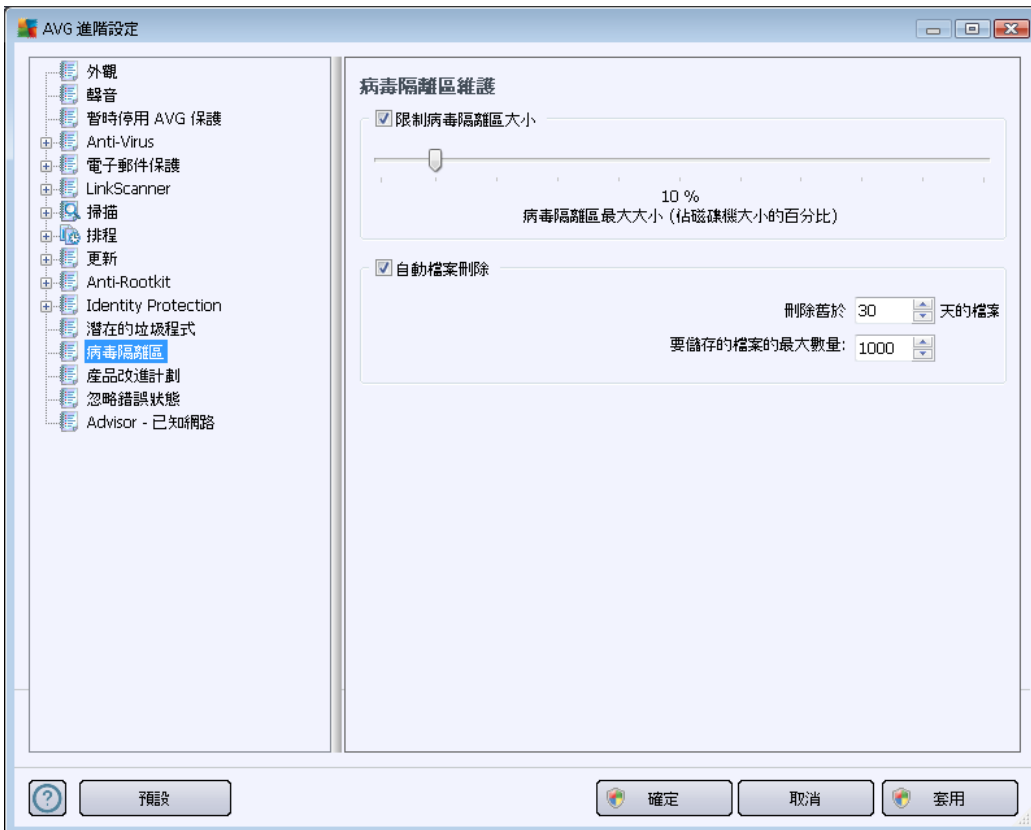 AVG 進階設定
外觀
聲音
暫時停用 AVG 保護
Anti-Virus
電子郵件保護
LinkScanner
掃描
排程
更新
Anti-Rootkit
Identity Protection
潛在的垃圾程式
病毒隔離區
產品改進計劃
忽略錯誤狀態
Advisor - 已知網路
病毒隔離區維護
限制病毒隔離區大小
10 %
病毒隔離區最大大小 (佔磁碟機大小的百分比)
自動檔案刪除
刪除舊於 30 天的檔案
要儲存的檔案的最大數量: 1000
預設
確定
取消
套用